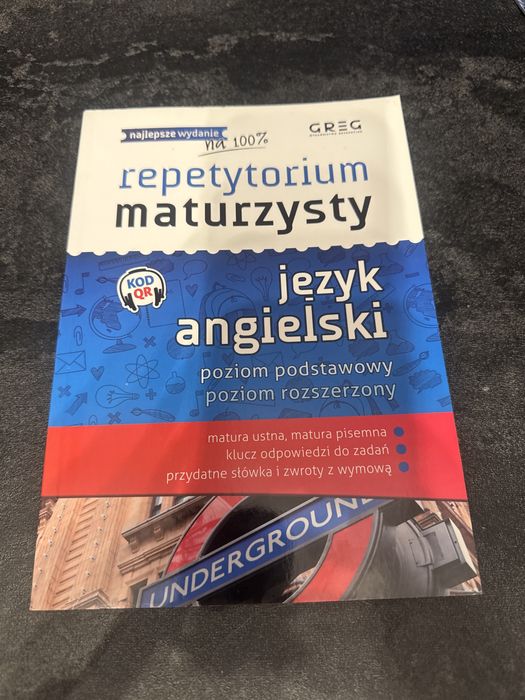 najlepsze wydanie
na 100%
GREG
repetytorium
maturzysty
KOD
QR
język
angielski
poziom podstawowy
poziom rozszerzony
matura ustna, matura pisemna
klucz odpowiedzi do zadań
przydatne słówka i zwroty z wymową
UNDERGROUND